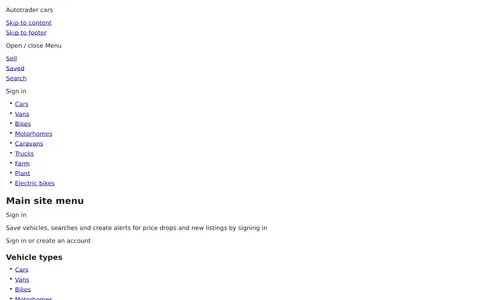 Autotrader cars
Skip to content
Skip to footer
Open / close Menu
Sell
Saved
Search
Sign in
Cars
Vans
Bikes
Motorhomes
Caravans
Trucks
Farm
Plant
Electric bikes
Main site menu
Sign in
Save vehicles, searches and create alerts for price drops and new listings by signing in
Sign in or create an account
Vehicle types
Cars
Vans
Bikes
Motorhomes